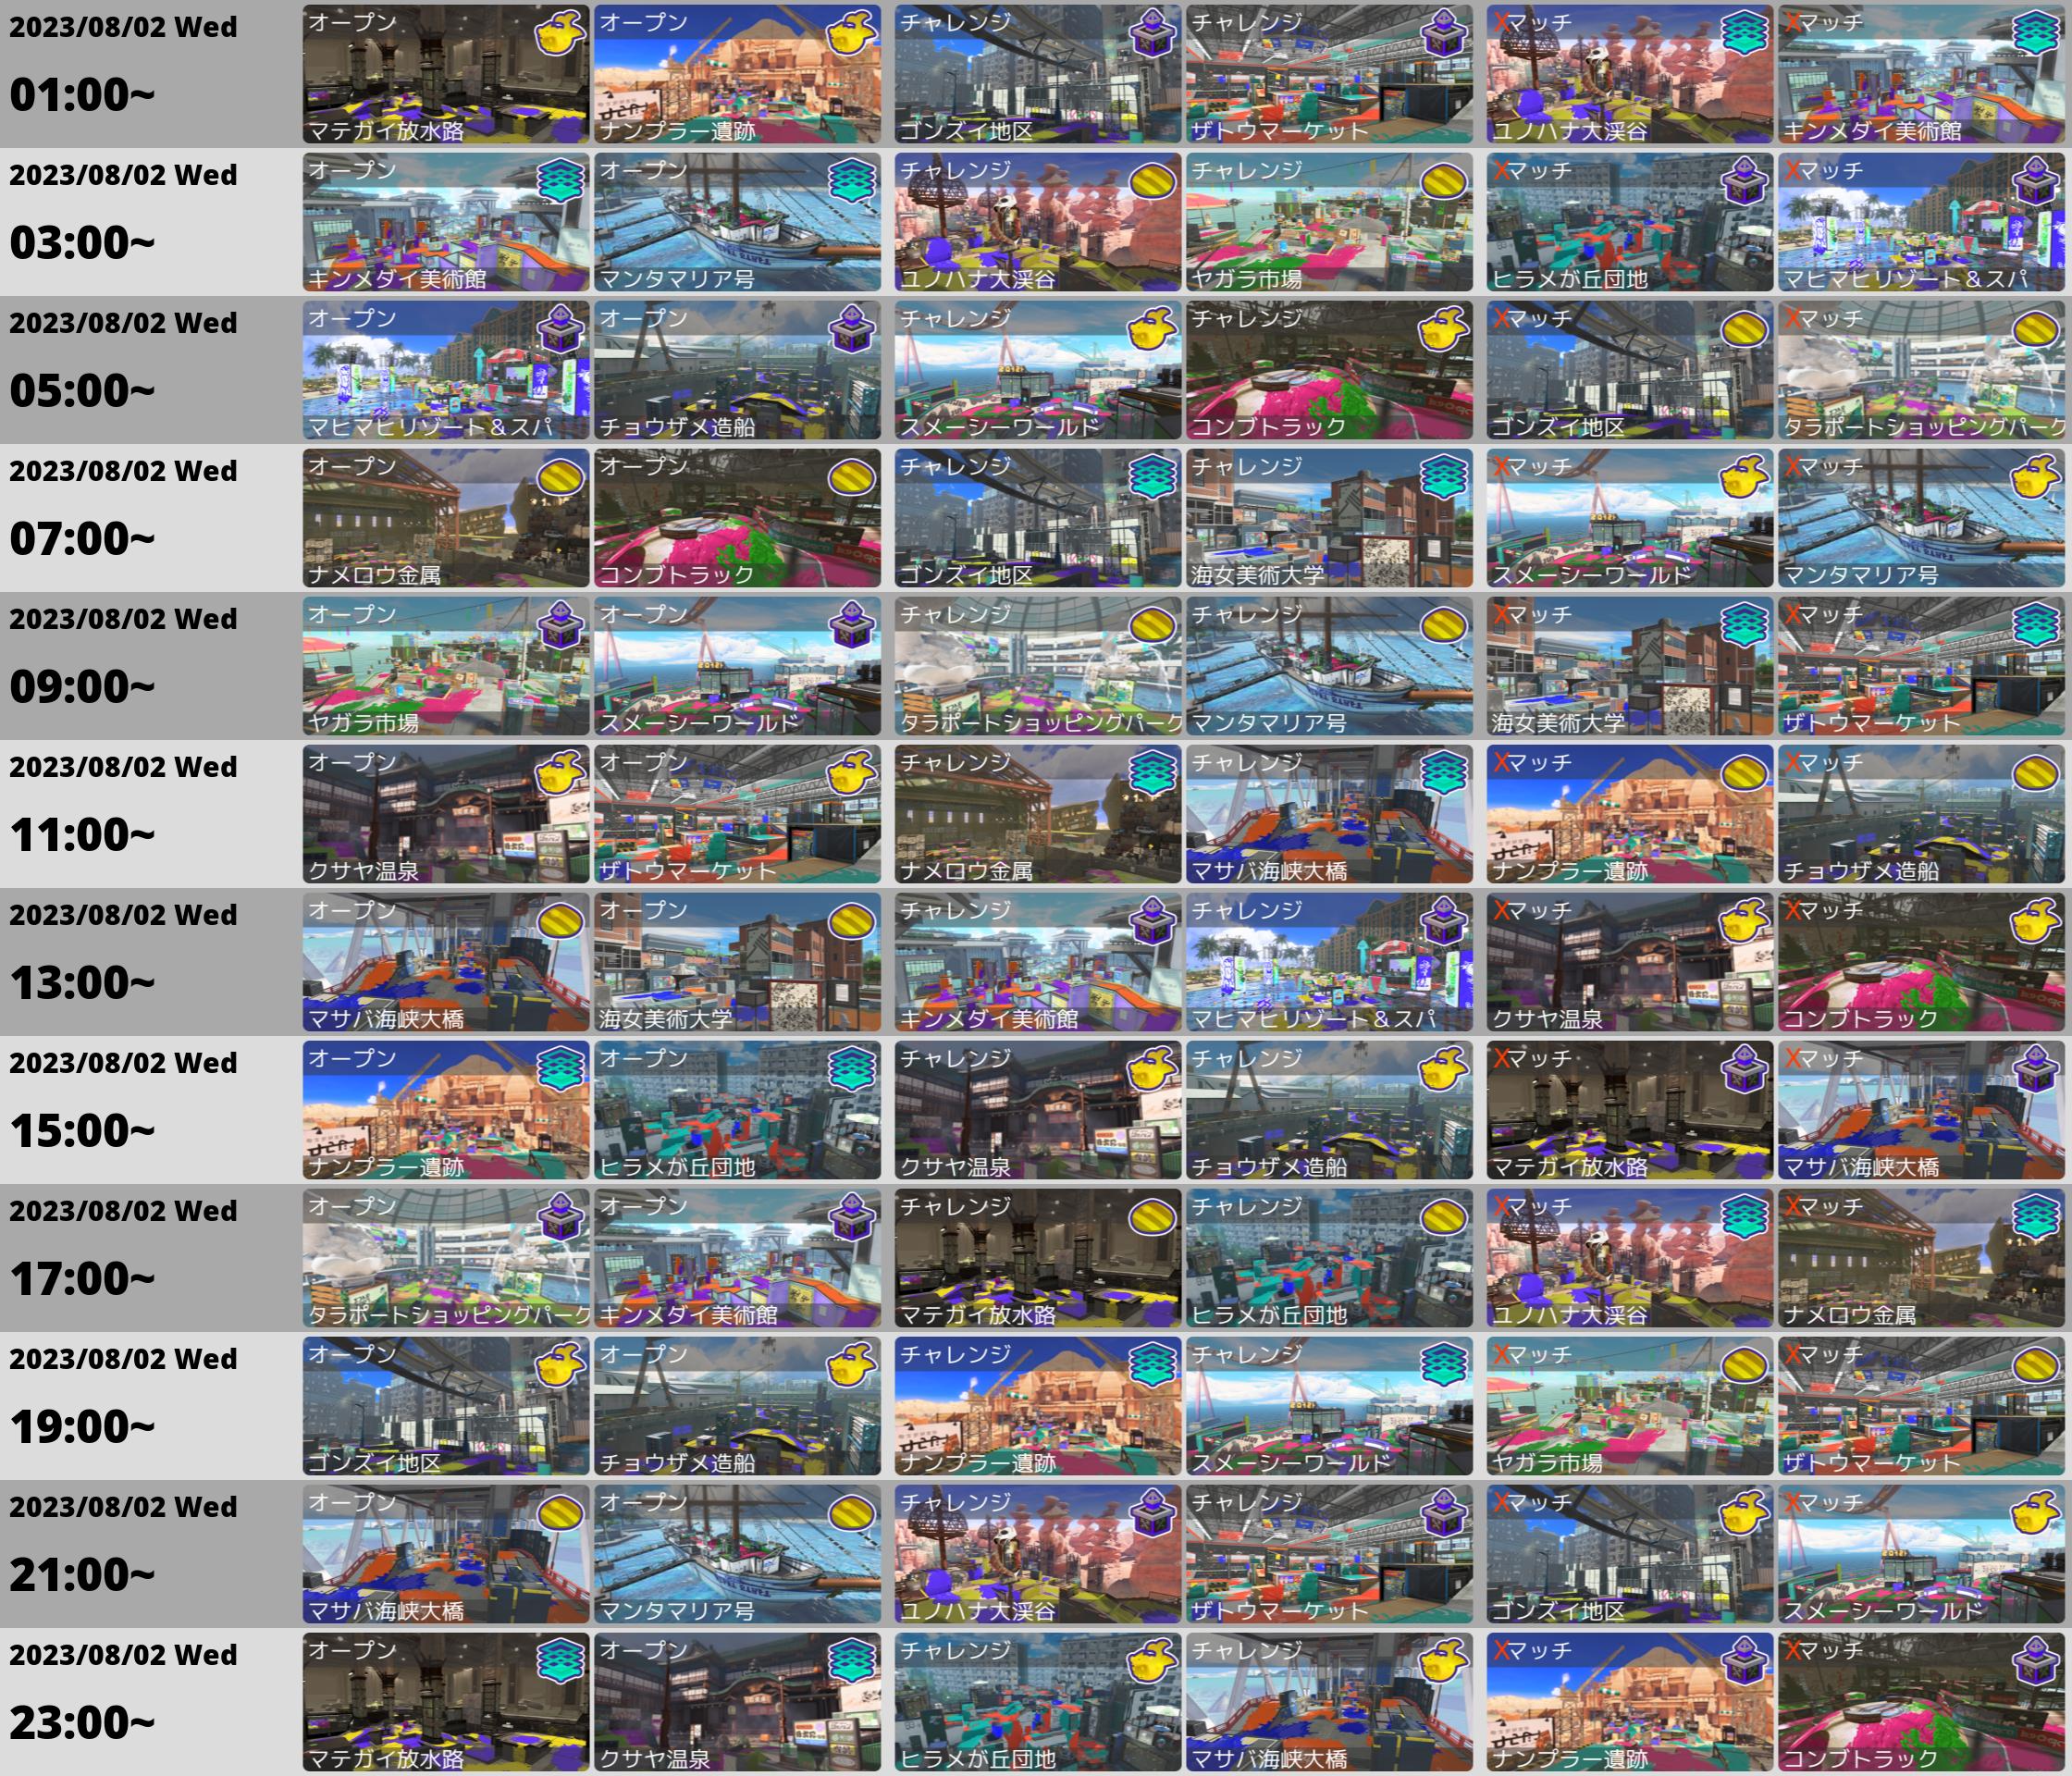 2023/08/02 Wed
01:00~
オープン オープン チャレンジ チャレンジ Xマッチ Xマッチ
マテガイ放水路 ナンプラー遺跡 ゴンズイ地区 ザトウマーケット ユノハナ大渓谷 キンメダイ美術館
2023/08/02 Wed
03:00~
オープン オープン チャレンジ チャレンジ Xマッチ Xマッチ
キンメダイ美術館 マンタマリア号 ユノハナ大渓谷 ヤガラ市場 ヒラメが丘団地 マヒマヒリゾート&スパ
2023/08/02 Wed
05:00~
オープン オープン チャレンジ チャレンジ Xマッチ Xマッチ
マヒマヒリゾート&スパ チョウザメ造船 スメーシーワールド コンブトラック ゴンズイ地区 タラポートショッピングパーク
2023/08/02 Wed
07:00~
オープン オープン チャレンジ チャレンジ Xマッチ Xマッチ
ナメロウ金属 コンブトラック ゴンズイ地区 海女美術大学 スメーシーワールド マンタマリア号
2023/08/02 Wed
09:00~
オープン オープン チャレンジ チャレンジ Xマッチ Xマッチ
ヤガラ市場 スメーシーワールド タラポートショッピングパーク マンタマリア号 海女美術大学 ザトウマーケット
2023/08/02 Wed
11:00~
オープン オープン チャレンジ チャレンジ Xマッチ Xマッチ
クサヤ温泉 ザトウマーケット ナメロウ金属 マサバ海峡大橋 ナンプラー遺跡 チョウザメ造船
2023/08/02 Wed
13:00~
オープン オープン チャレンジ チャレンジ Xマッチ Xマッチ
マサバ海峡大橋 海女美術大学 キンメダイ美術館 マヒマヒリゾート&スパ クサヤ温泉 コンブトラック
2023/08/02 Wed
15:00~
オープン オープン チャレンジ チャレンジ Xマッチ Xマッチ
ナンプラー遺跡 ヒラメが丘団地 クサヤ温泉 チョウザメ造船 マテガイ放水路 マサバ海峡大橋
2023/08/02 Wed
17:00~
オープン オープン チャレンジ チャレンジ Xマッチ Xマッチ
タラポートショッピングパーク キンメダイ美術館 マテガイ放水路 ヒラメが丘団地 ユノハナ大渓谷 ナメロウ金属
2023/08/02 Wed
19:00~
オープン オープン チャレンジ チャレンジ Xマッチ Xマッチ
ゴンズイ地区 チョウザメ造船 ナンプラー遺跡 スメーシーワールド ヤガラ市場 ザトウマーケット
2023/08/02 Wed
21:00~
オープン オープン チャレンジ チャレンジ Xマッチ Xマッチ
マサバ海峡大橋 マンタマリア号 ユノハナ大渓谷 ザトウマーケット ゴンズイ地区 スメーシーワールド
2023/08/02 Wed
23:00~
オープン オープン チャレンジ チャレンジ Xマッチ Xマッチ
マテガイ放水路 クサヤ温泉 ヒラメが丘団地 マサバ海峡大橋 ナンプラー遺跡 コンブトラック